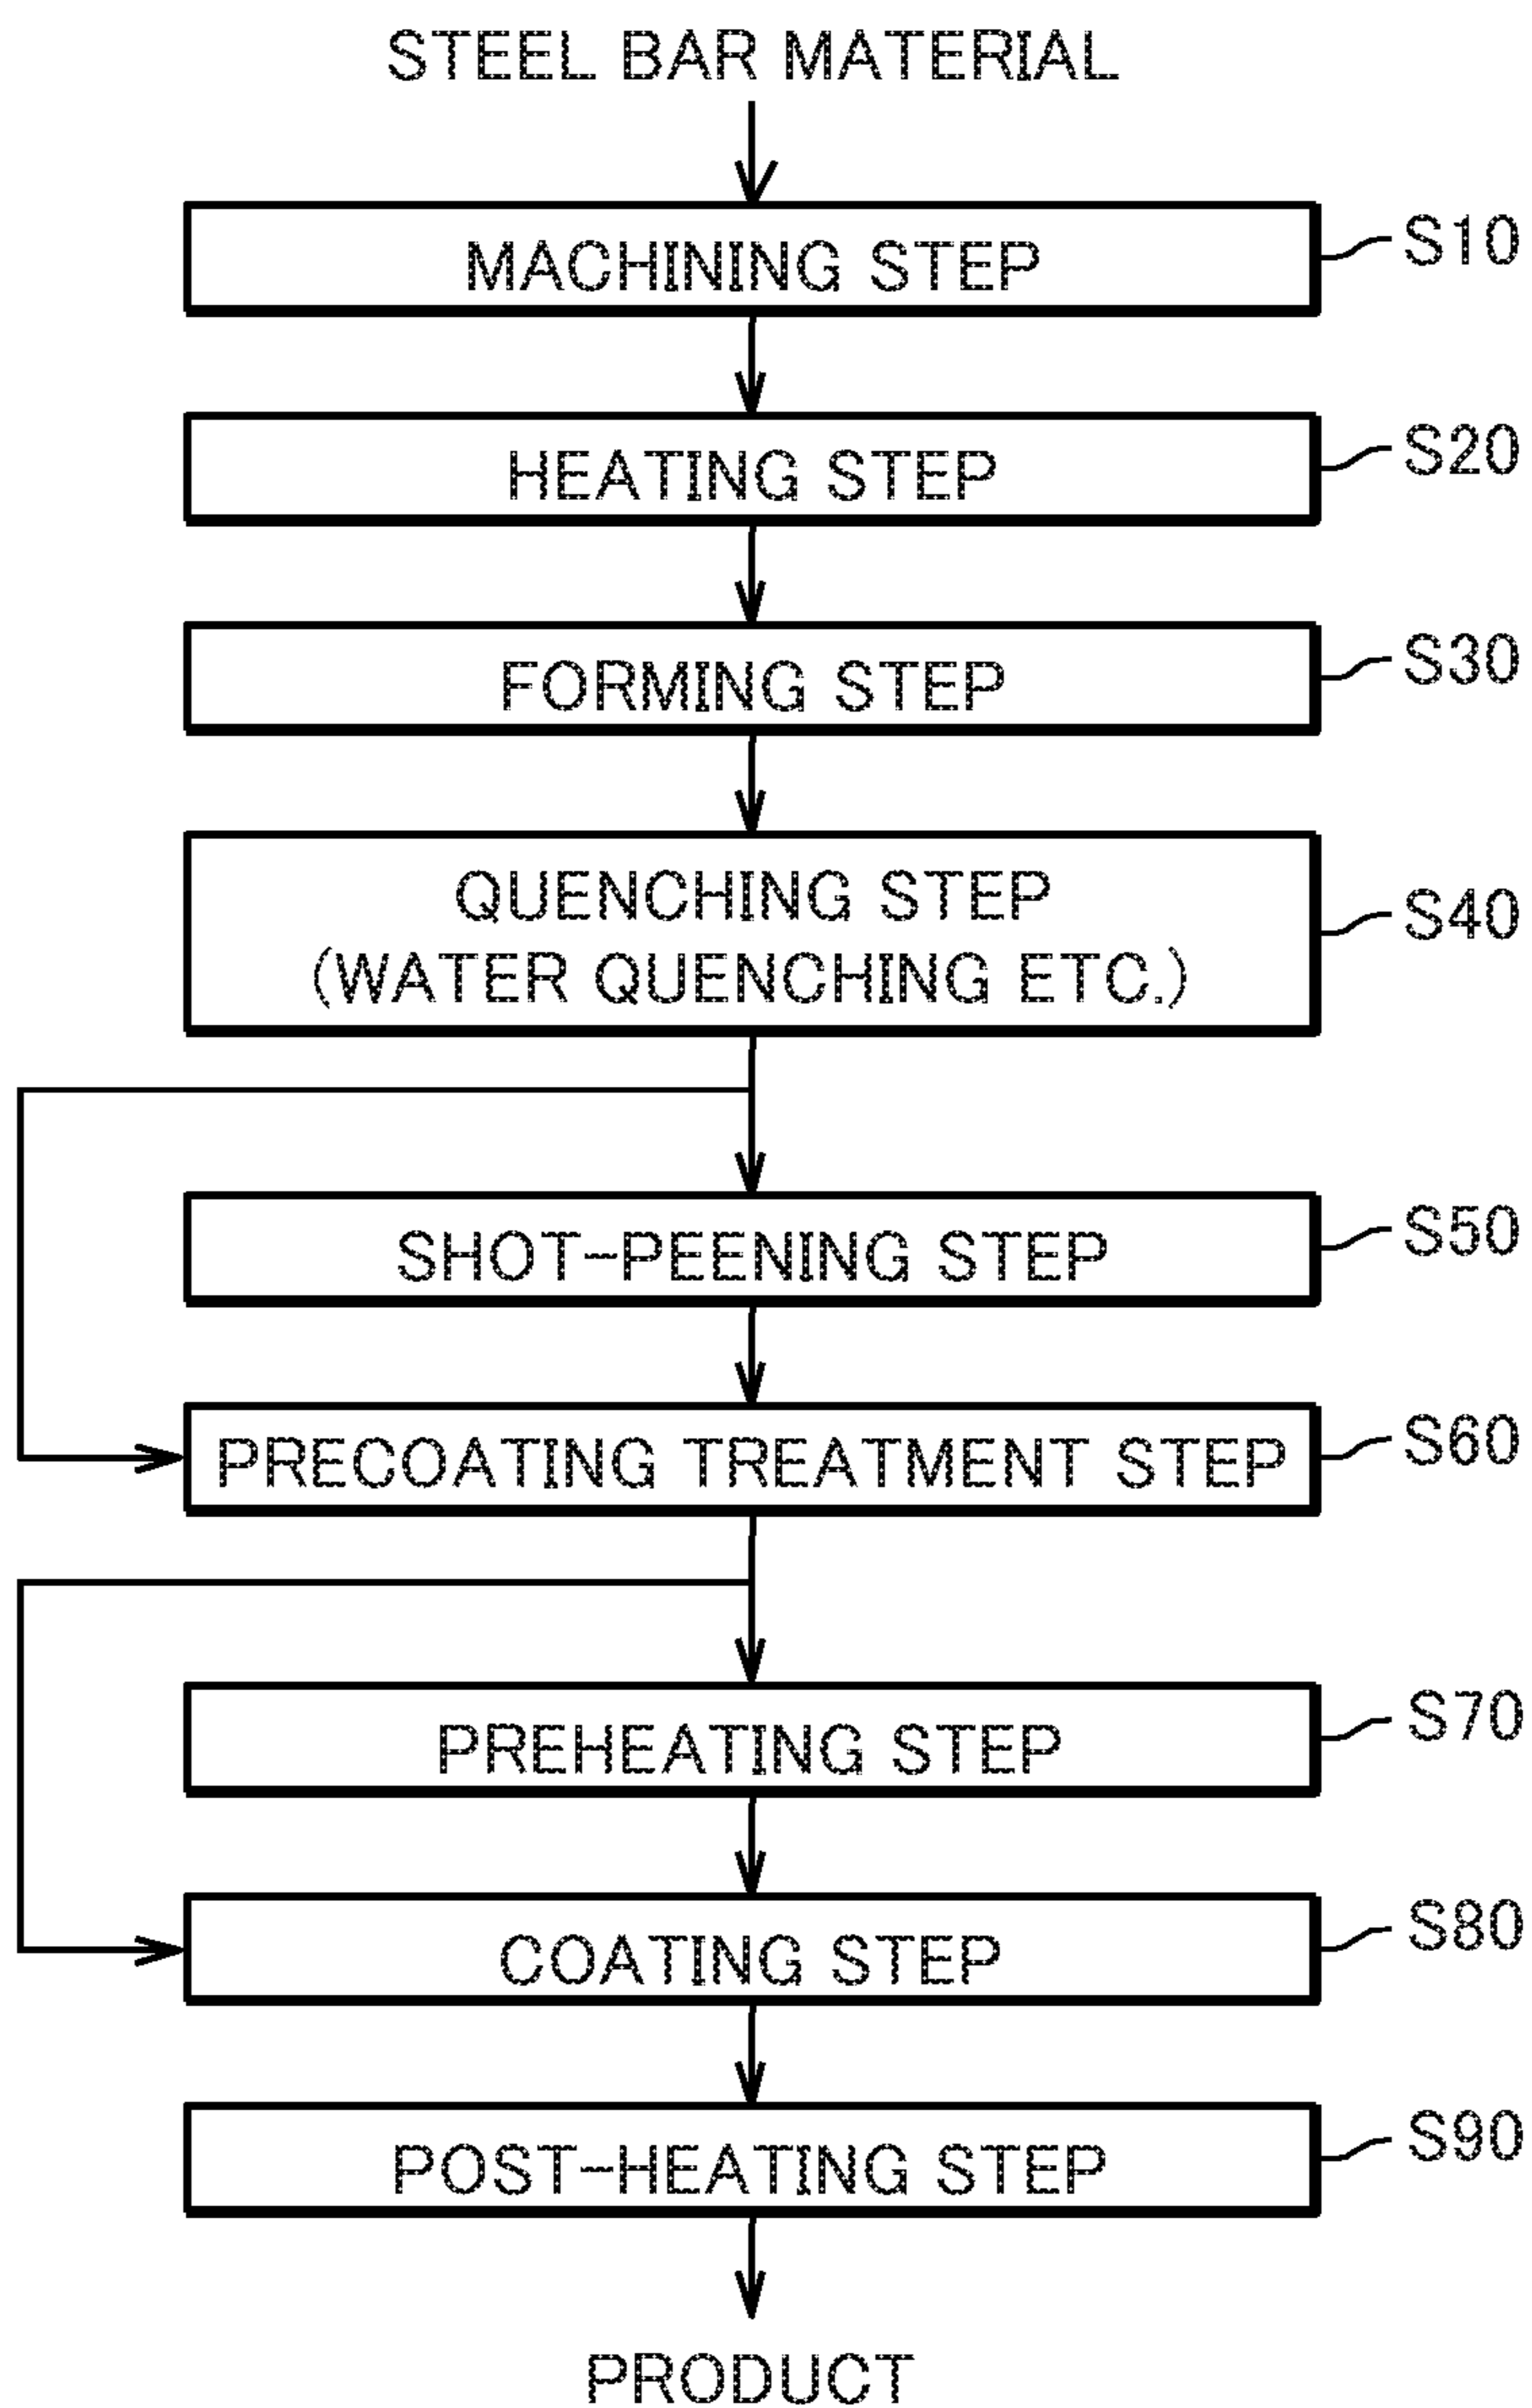 STEEL BAR MATERIAL
MACHINING STEP
S10
HEATING STEP
S20
FORMING STEP
S30
QUENCHING STEP
(WATER QUENCHING ETC.)
S40
SHOT-PEENING STEP
S50
PRECOATING TREATMENT STEP
S60
PREHEATING STEP
S70
COATING STEP
S80
POST-HEATING STEP
S90
PRODUCT